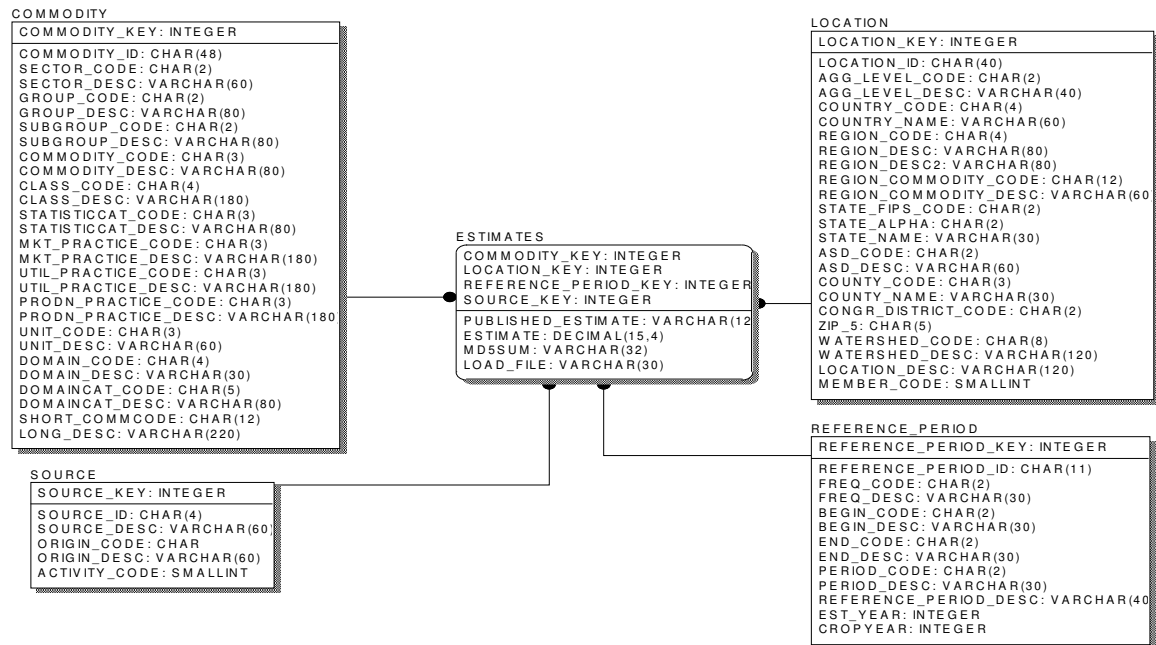 COMMODITY
COMMODITY_KEY: INTEGER
COMMODITY_ID: CHAR(48)
SECTOR_CODE: CHAR(2)
SECTOR_DESC: VARCHAR(60)
GROUP_CODE: CHAR(2)
GROUP_DESC: VARCHAR(80)
SUBGROUP_CODE: CHAR(2)
SUBGROUP_DESC: VARCHAR(80)
COMMODITY_CODE: CHAR(3)
COMMODITY_DESC: VARCHAR(80)
CLASS_CODE: CHAR(4)
CLASS_DESC: VARCHAR(180)
STATISTICCAT_CODE: CHAR(3)
STATISTICCAT_DESC: VARCHAR(80)
MKT_PRACTICE_CODE: CHAR(3)
MKT_PRACTICE_DESC: VARCHAR(180)
UTIL_PRACTICE_CODE: CHAR(3)
UTIL_PRACTICE_DESC: VARCHAR(180)
PRODN_PRACTICE_CODE: CHAR(3)
PRODN_PRACTICE_DESC: VARCHAR(180
UNIT_CODE: CHAR(3)
UNIT_DESC: VARCHAR(60)
DOMAIN_CODE: CHAR(4)
DOMAIN_DESC: VARCHAR(30)
DOMAINCAT_CODE: CHAR(5)
DOMAINCAT_DESC: VARCHAR(80)
SHORT_COMMCODE: CHAR(12)
LONG_DESC: VARCHAR(220)
SOURCE
SOURCE_KEY: INTEGER
SOURCE_ID: CHAR(4)
SOURCE_DESC: VARCHAR(60)
ORIGIN_CODE: CHAR
ORIGIN_DESC: VARCHAR(60)
ACTIVITY_CODE: SMALLINT
ESTIMATES
COMMODITY_KEY: INTEGER
LOCATION_KEY: INTEGER
REFERENCE_PERIOD_KEY: INTEGER
SOURCE_KEY: INTEGER
PUBLISHED_ESTIMATE: VARCHAR(12
ESTIMATE: DECIMAL(15,4)
MD5SUM: VARCHAR(32)
LOAD_FILE: VARCHAR(30)
LOCATION
LOCATION_KEY: INTEGER
LOCATION_ID: CHAR(40)
AGG_LEVEL_CODE: CHAR(2)
AGG_LEVEL_DESC: VARCHAR(40)
COUNTRY_CODE: CHAR(4)
COUNTRY_NAME: VARCHAR(60)
REGION_CODE: CHAR(4)
REGION_DESC: VARCHAR(80)
REGION_DESC2: VARCHAR(80)
REGION_COMMODITY_CODE: CHAR(12)
REGION_COMMODITY_DESC: VARCHAR(60
STATE_FIPS_CODE: CHAR(2)
STATE_ALPHA: CHAR(2)
STATE_NAME: VARCHAR(30)
ASD_CODE: CHAR(2)
ASD_DESC: VARCHAR(60)
COUNTY_CODE: CHAR(3)
COUNTY_NAME: VARCHAR(30)
CONGR_DISTRICT_CODE: CHAR(2)
ZIP_5: CHAR(5)
WATERSHED_CODE: CHAR(8)
WATERSHED_DESC: VARCHAR(120)
LOCATION_DESC: VARCHAR(120)
MEMBER_CODE: SMALLINT
REFERENCE_PERIOD
REFERENCE_PERIOD_KEY: INTEGER
REFERENCE_PERIOD_ID: CHAR(11)
FREQ_CODE: CHAR(2)
FREQ_DESC: VARCHAR(30)
BEGIN_CODE: CHAR(2)
BEGIN_DESC: VARCHAR(30)
END_CODE: CHAR(2)
END_DESC: VARCHAR(30)
PERIOD_CODE: CHAR(2)
PERIOD_DESC: VARCHAR(30)
REFERENCE_PERIOD_DESC: VARCHAR(40
EST_YEAR: INTEGER
CROPYEAR: INTEGER